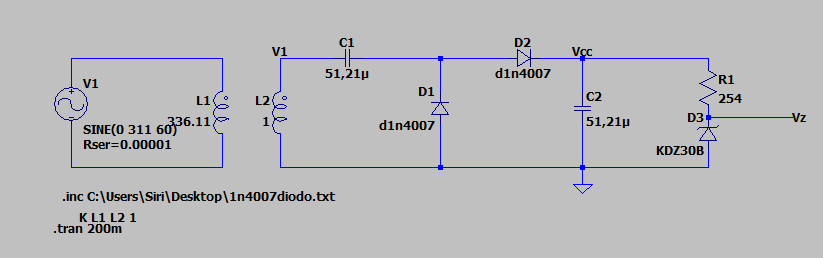 V1
C1
D2
Vcc
51,21µ
d1n4007
V1
L1
L2
D1
C2
R1
336.11
1
d1n4007
51,21µ
254
SINE(0 311 60)
Rser=0.00001
D3
Vz
KDZ30B
.inc C:\Users\Siri\Desktop\1n4007diodo.txt
K L1 L2 1
.tran 200m